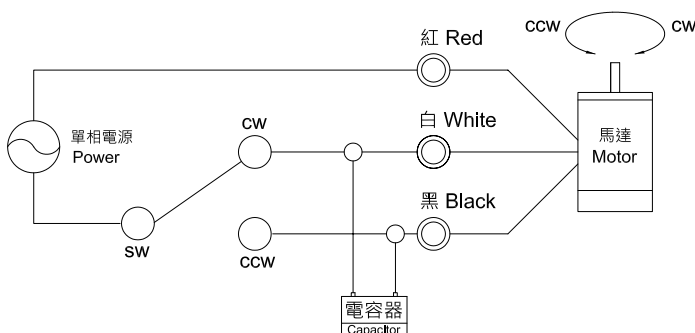 CCW
CW
紅 Red
單相電源
Power
CW
白 White
馬達
Motor
SW
CCW
黑 Black
電容器
Capacitor